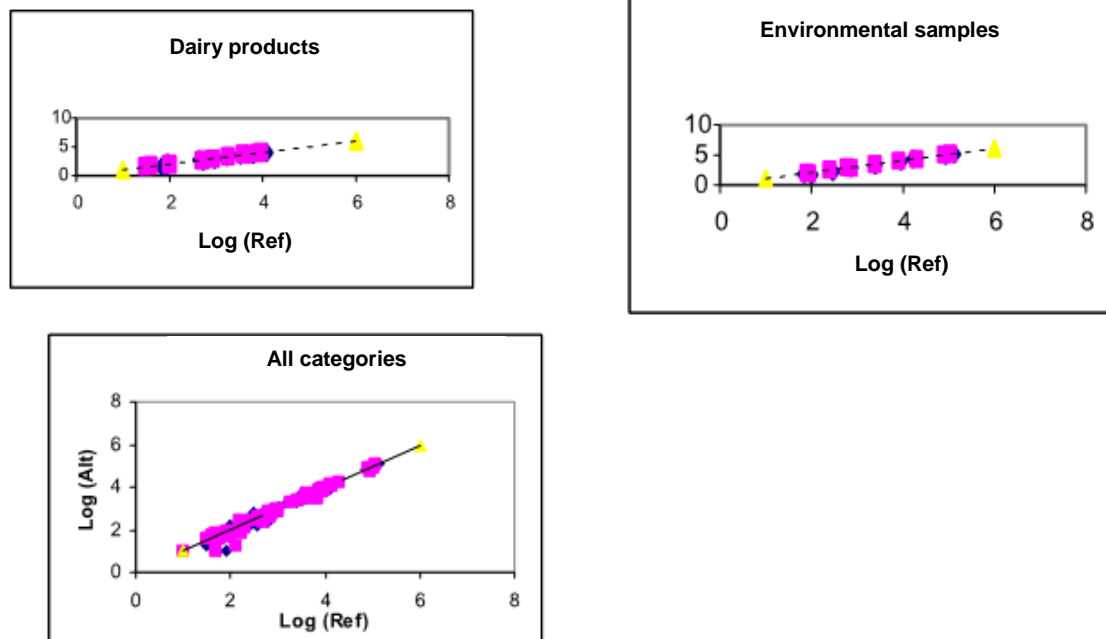 Dairy products
10
5
0
0 2 4 6 8
Log (Ref)
Environmental samples
10
5
0
0 2 4 6 8
Log (Ref)
All categories
8
6
4
2
0
Log (Alt)
0 2 4 6 8
Log (Ref)